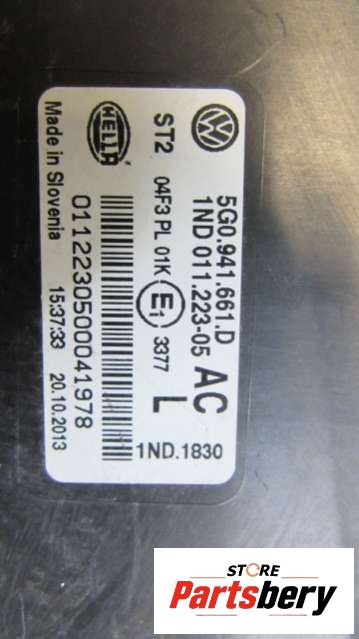 5G0.941.661.D
1ND 011.223-05
AC
L
ST2
04F3 PL 01K
E1
3377
1ND.1830
HELLA
01122305000041978
Made in Slovenia
15:37:33
20.10.2013
STORE
Partsbery